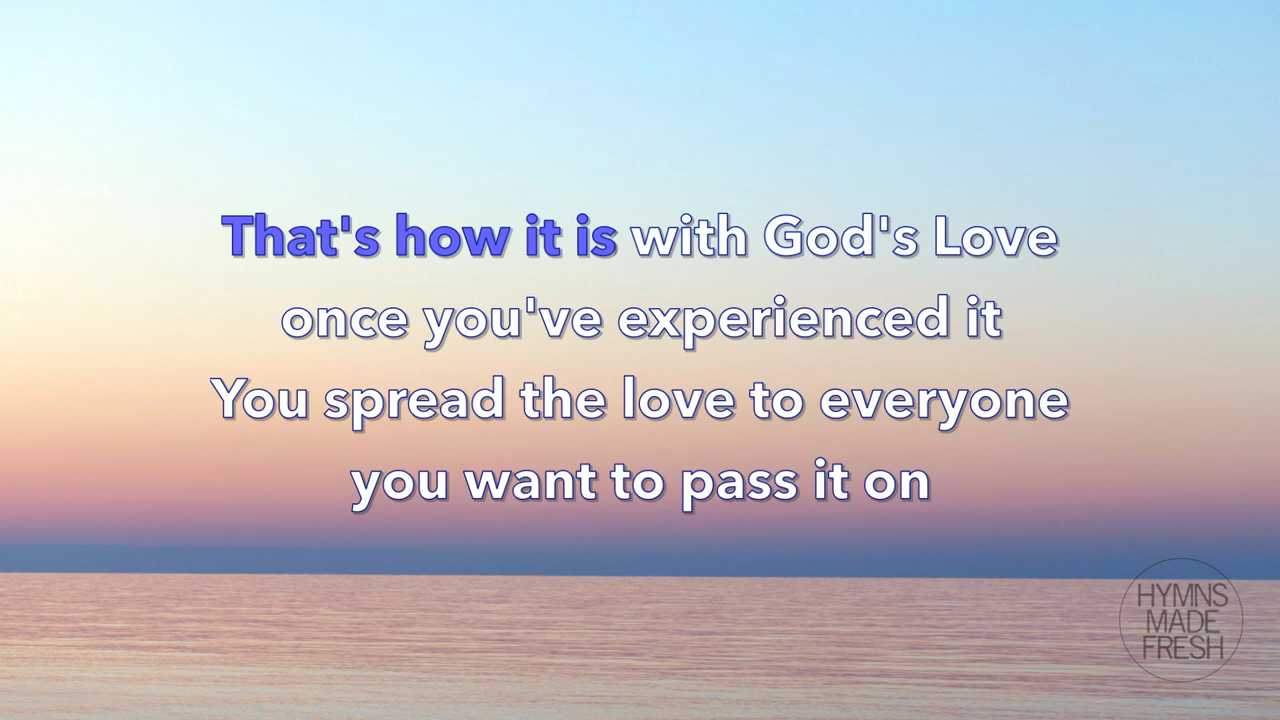 That's how it is with God's Love
once you've experienced it
You spread the love to everyone
you want to pass it on
HYMNS
MADE
FRESH